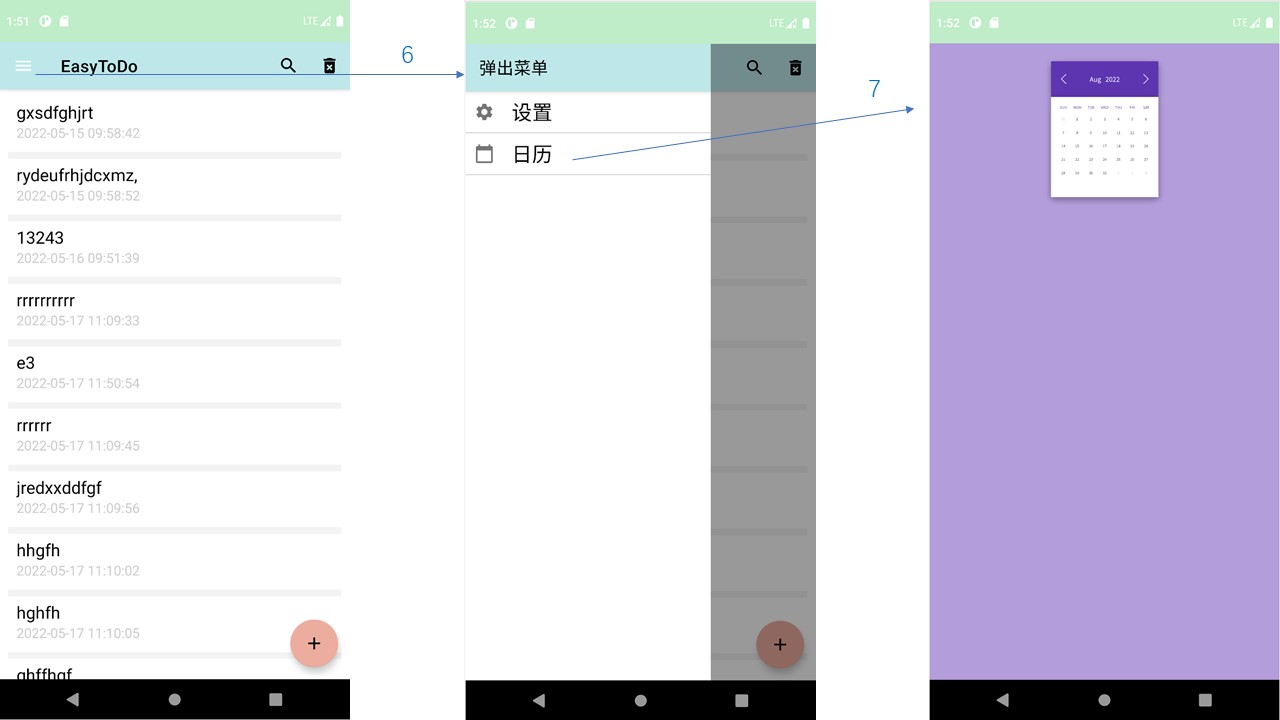 1:51
LTE
EasyToDo
gxsdfghjrt
2022-05-15 09:58:42
rydeufrhjdcxmz,
2022-05-15 09:58:52
13243
2022-05-16 09:51:39
rrrrrrrrrr
2022-05-17 11:09:33
e3
2022-05-17 11:50:54
rrrrrr
2022-05-17 11:09:45
jredxxddfgf
2022-05-17 11:09:56
hhgfh
2022-05-17 11:10:02
hghfh
2022-05-17 11:10:05
ghffhgf
+
6
1:52
LTE
弹出菜单
设置
日历
+
7
1:52
LTE
Aug 2022
SUN MON TUE WED THU FRI SAT
1 2 3 4 5 6
7 8 9 10 11 12 13
14 15 16 17 18 19 20
21 22 23 24 25 26 27
28 29 30 31